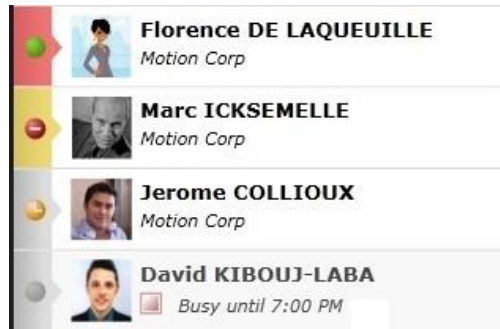 Florence DE LAQUEUILLE
Motion Corp
Marc ICKSEMELLE
Motion Corp
Jerome COLLIOUX
Motion Corp
David KIBOUJ-LABA
Busy until 7:00 PM